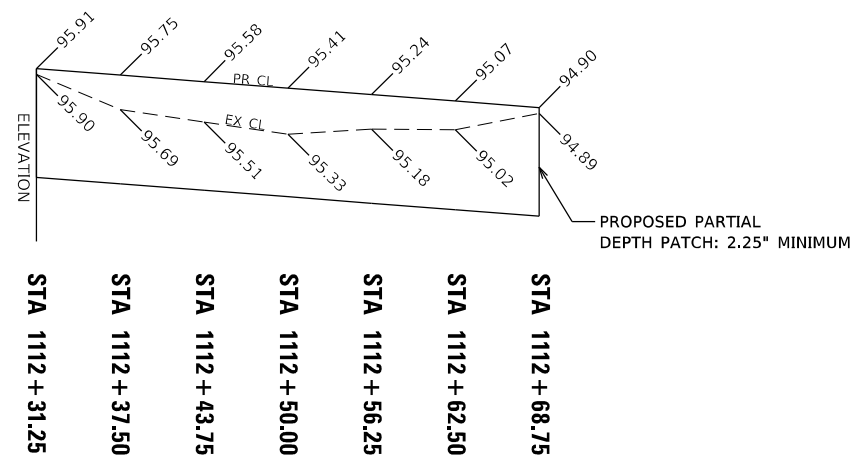 95.91
95.75
95.58
95.41
95.24
95.07
94.90
PR CL
EX CL
95.90
95.69
95.51
95.33
95.18
95.02
94.89
ELEVATION
PROPOSED PARTIAL
DEPTH PATCH: 2.25" MINIMUM
STA 1112+31.25
STA 1112+37.50
STA 1112+43.75
STA 1112+50.00
STA 1112+56.25
STA 1112+62.50
STA 1112+68.75